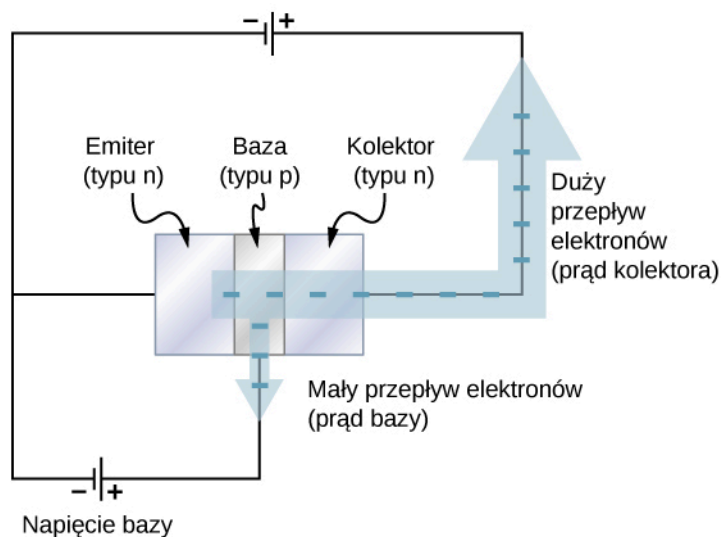 − +
Emiter
(typu n)
Baza
(typu p)
Kolektor
(typu n)
Duży
przepływ
elektronów
(prąd kolektora)
Mały przepływ elektronów
(prąd bazy)
− +
Napięcie bazy